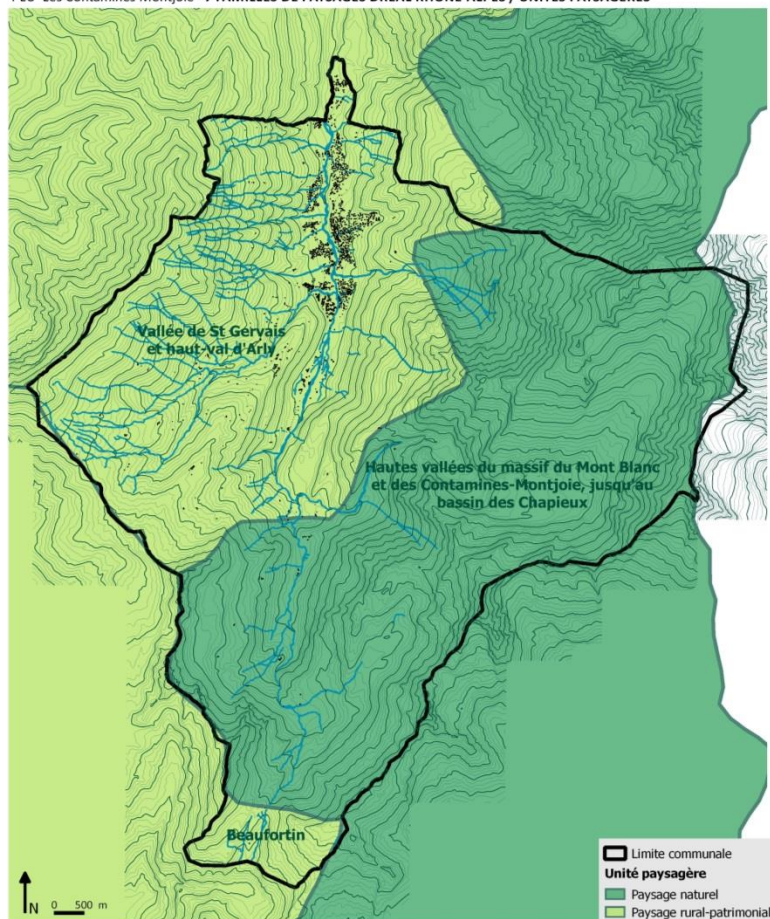 Vallée de St Gervais
et haut-val d'Arly
Hautes vallées du massif du Mont Blanc
et des Contamines-Montjoie, jusqu'au
bassin des Chapieux
Beaufortin
N
0 500 m
Limite communale
Unité paysagère
Paysage naturel
Paysage rural-patrimonial